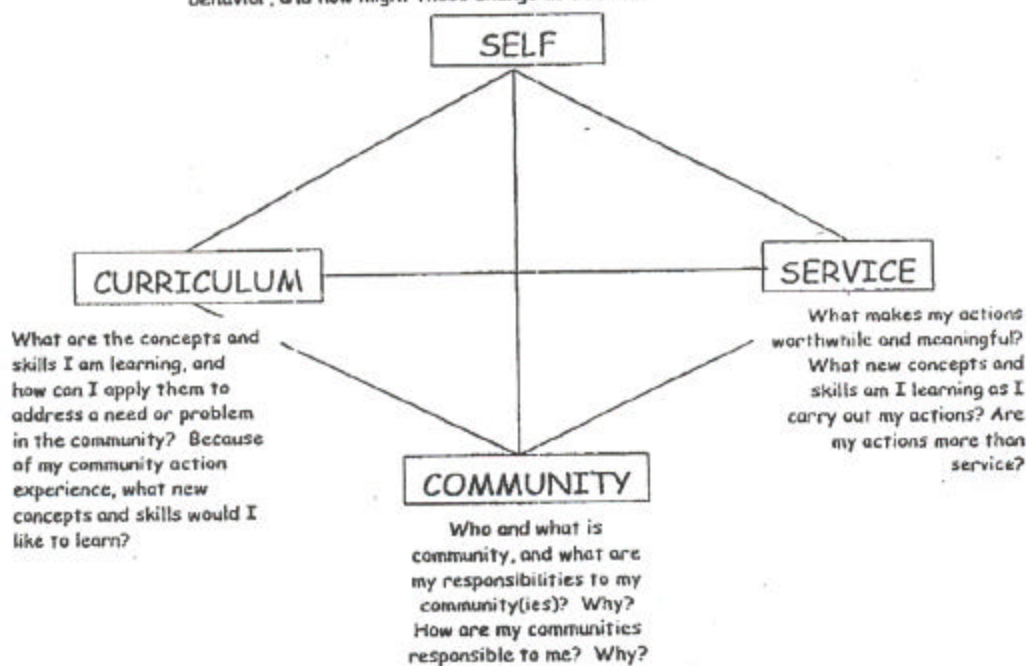 SELF
CURRICULUM
SERVICE
What are the concepts and
skills I am learning, and
how can I apply them to
address a need or problem
in the community? Because
of my community action
experience, what new
concepts and skills would I
like to learn?
What makes my actions
worthwhile and meaningful?
What new concepts and
skills am I learning as I
carry out my actions? Are
my actions more than
service?
COMMUNITY
Who and what is
community, and what are
my responsibilities to my
community(ies)? Why?
How are my communities
responsible to me? Why?